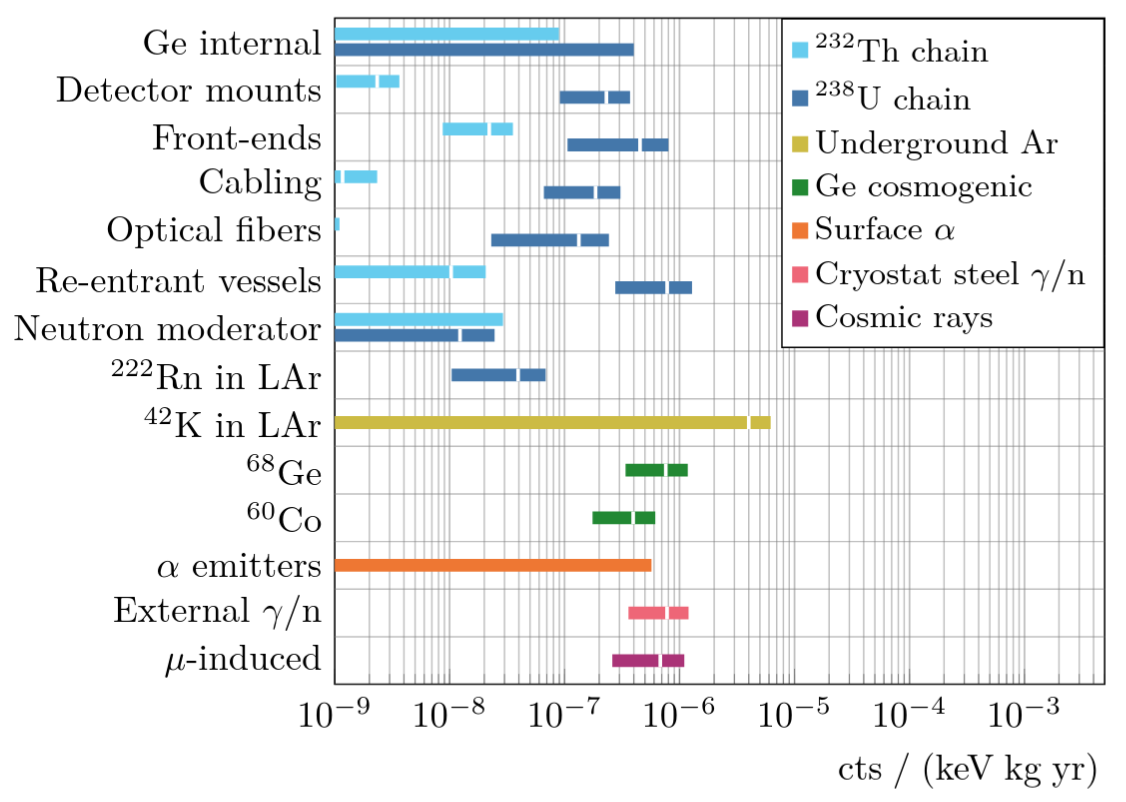 Ge internal
Detector mounts
Front-ends
Cabling
Optical fibers
Re-entrant vessels
Neutron moderator
²²²Rn in LAr
⁴²K in LAr
⁶⁸Ge
⁶⁰Co
α emitters
External γ/n
μ-induced
²³²Th chain
²³⁸U chain
Underground Ar
Ge cosmogenic
Surface α
Cryostat steel γ/n
Cosmic rays
10⁻⁹ 10⁻⁸ 10⁻⁷ 10⁻⁶ 10⁻⁵ 10⁻⁴ 10⁻³
cts / (keV kg yr)